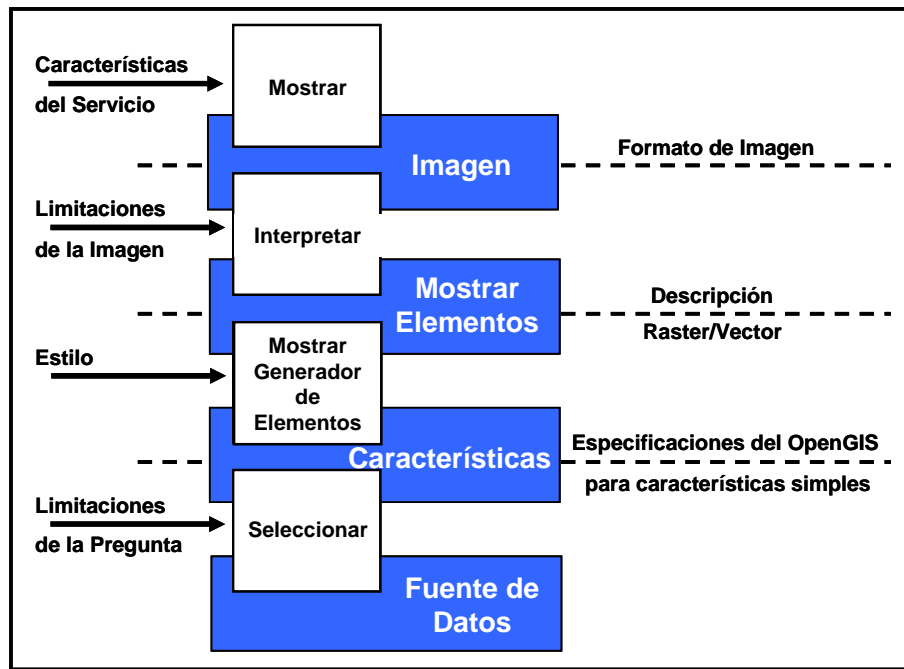 Características
del Servicio
Mostrar
Imagen
Formato de Imagen
Limitaciones
de la Imagen
Interpretar
Mostrar
Elementos
Descripción
Raster/Vector
Estilo
Mostrar
Generador
de
Elementos
Características
Especificaciones del OpenGIS
para características simples
Limitaciones
de la Pregunta
Seleccionar
Fuente de
Datos